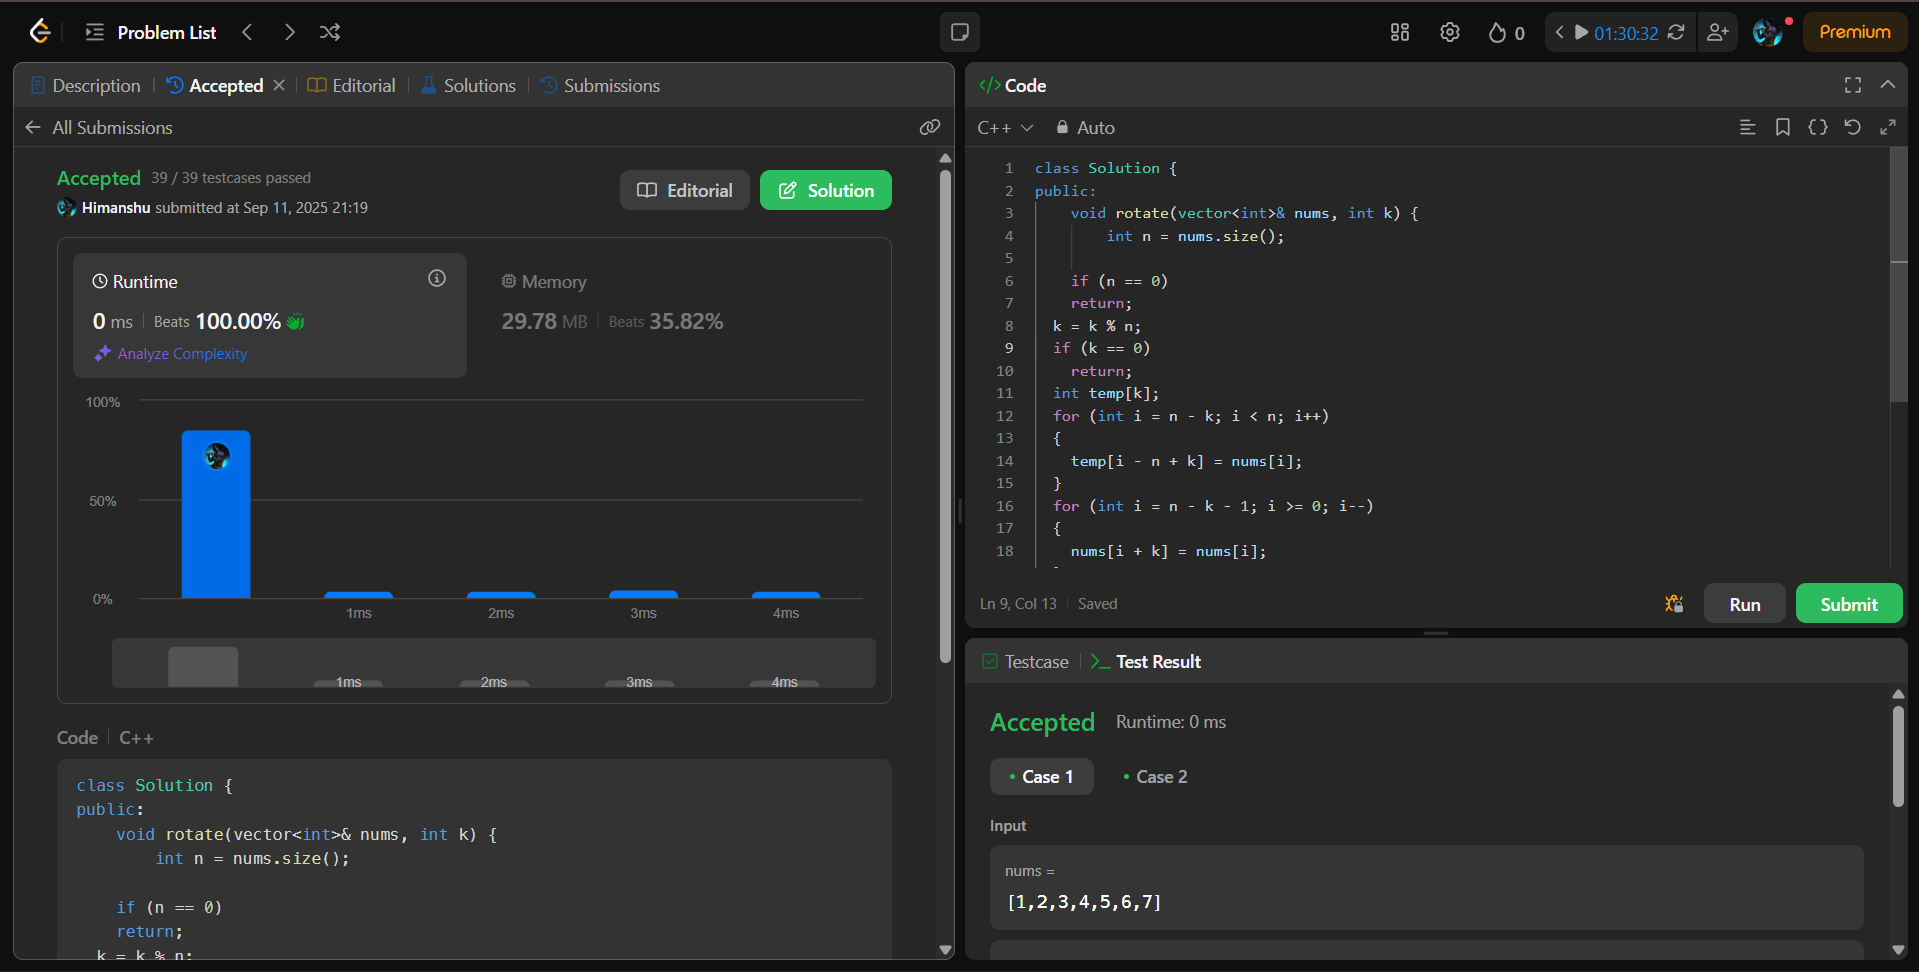 Problem List
0
01:30:32
Premium
Description
Accepted
Editorial
Solutions
Submissions
All Submissions
Accepted 39 / 39 testcases passed
Himanshu submitted at Sep 11, 2025 21:19
Editorial
Solution
Runtime
0 ms Beats 100.00%
Analyze Complexity
Memory
29.78 MB Beats 35.82%
100%
50%
0%
1ms 2ms 3ms 4ms
1ms 2ms 3ms 4ms
Code C++
class Solution {
public:
    void rotate(vector<int>& nums, int k) {
        int n = nums.size();
    if (n == 0)
    return;
  k = k % n;
</> Code
C++ Auto
1 class Solution {
2 public:
3     void rotate(vector<int>& nums, int k) {
4         int n = nums.size();
5
6     if (n == 0)
7     return;
8   k = k % n;
9   if (k == 0)
10     return;
11   int temp[k];
12   for (int i = n - k; i < n; i++)
13   {
14     temp[i - n + k] = nums[i];
15   }
16   for (int i = n - k - 1; i >= 0; i--)
17   {
18     nums[i + k] = nums[i];
Ln 9, Col 13 Saved
Run
Submit
Testcase
>_ Test Result
Accepted Runtime: 0 ms
• Case 1 • Case 2
Input
nums =
[1,2,3,4,5,6,7]